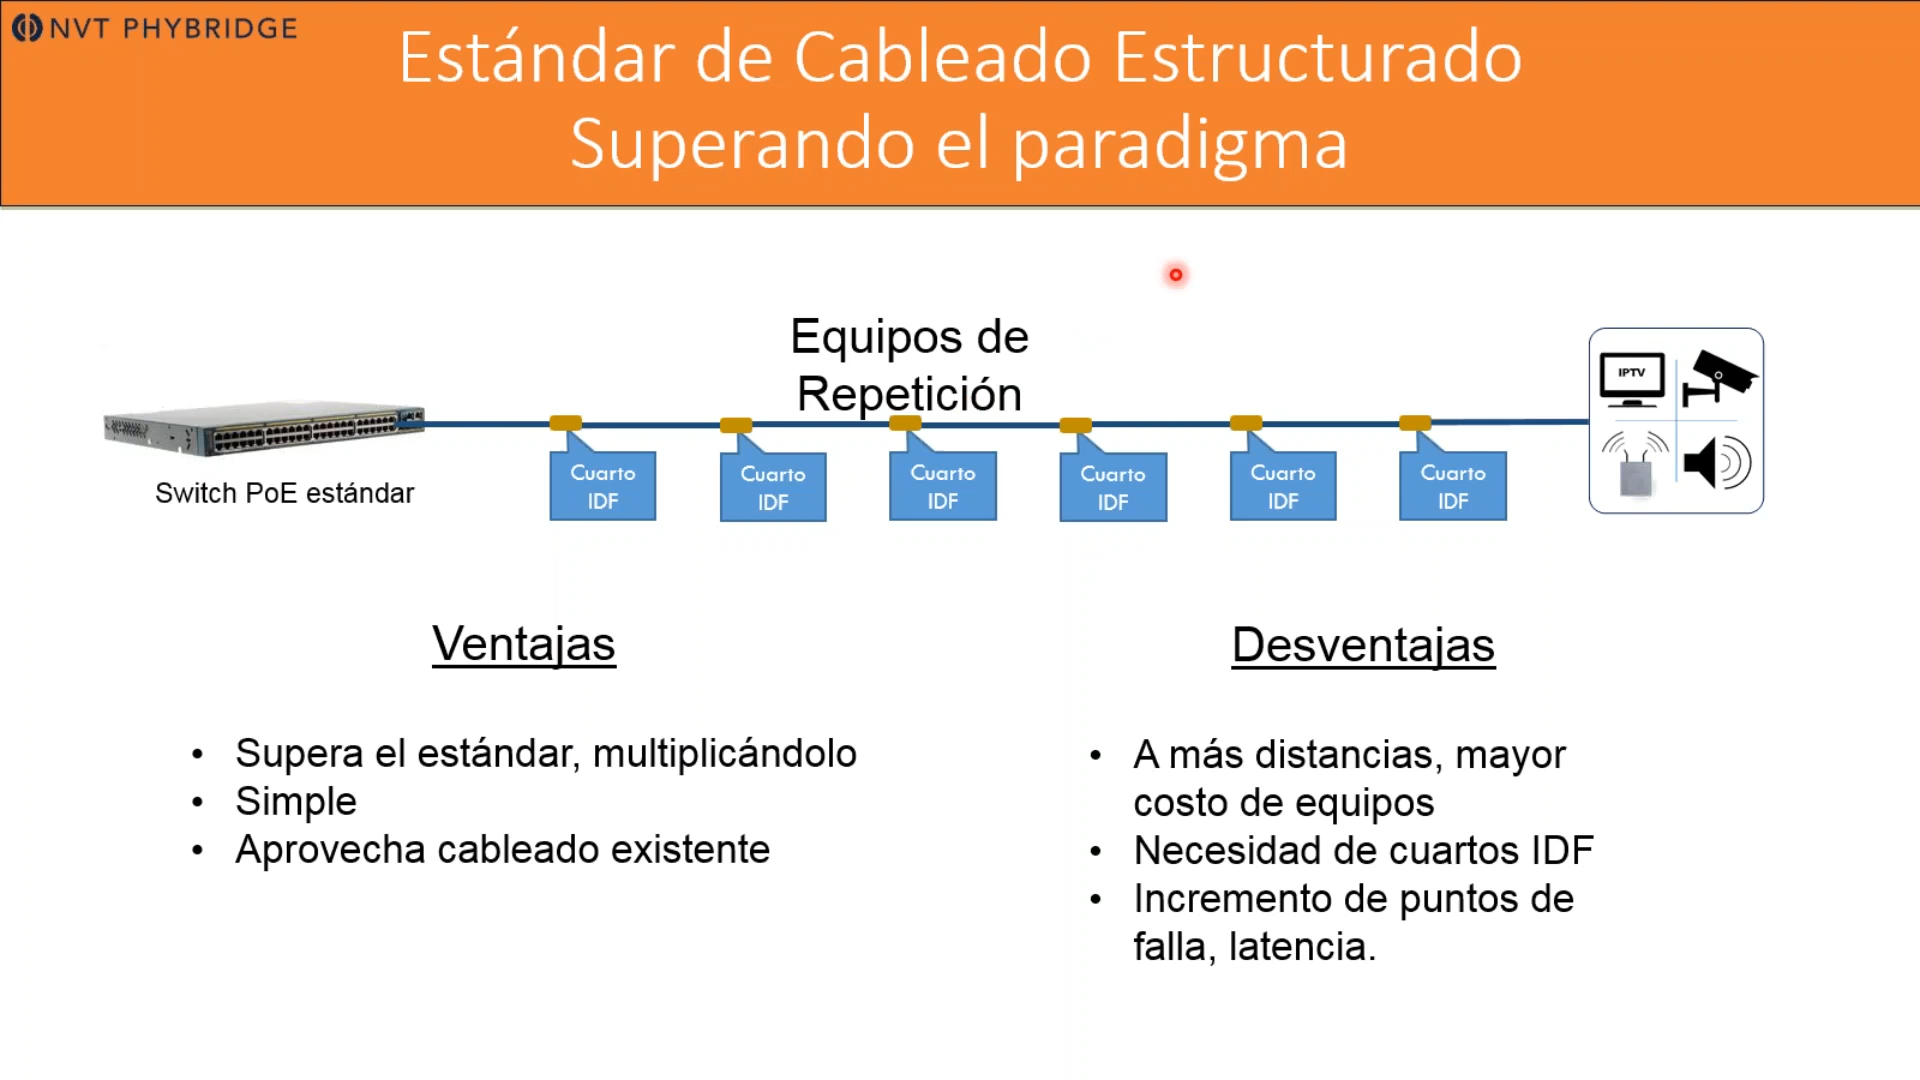 NVT PHYBRIDGE
Estándar de Cableado Estructurado
Superando el paradigma
Equipos de
Repetición
IPTV
Switch PoE estándar
Cuarto
IDF
Cuarto
IDF
Cuarto
IDF
Cuarto
IDF
Cuarto
IDF
Cuarto
IDF
Ventajas
• Supera el estándar, multiplicándolo
• Simple
• Aprovecha cableado existente
Desventajas
• A más distancias, mayor
costo de equipos
• Necesidad de cuartos IDF
• Incremento de puntos de
falla, latencia.